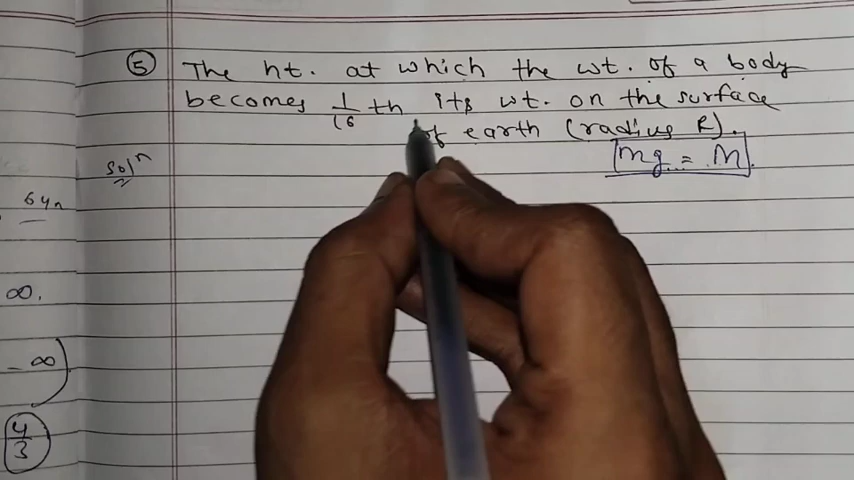 ⑤ The ht. at which the wt. of a body
becomes 1/16 th its wt. on the surface
of earth (radius R).
mg = M
solⁿ
∞.
-∞)
4/3